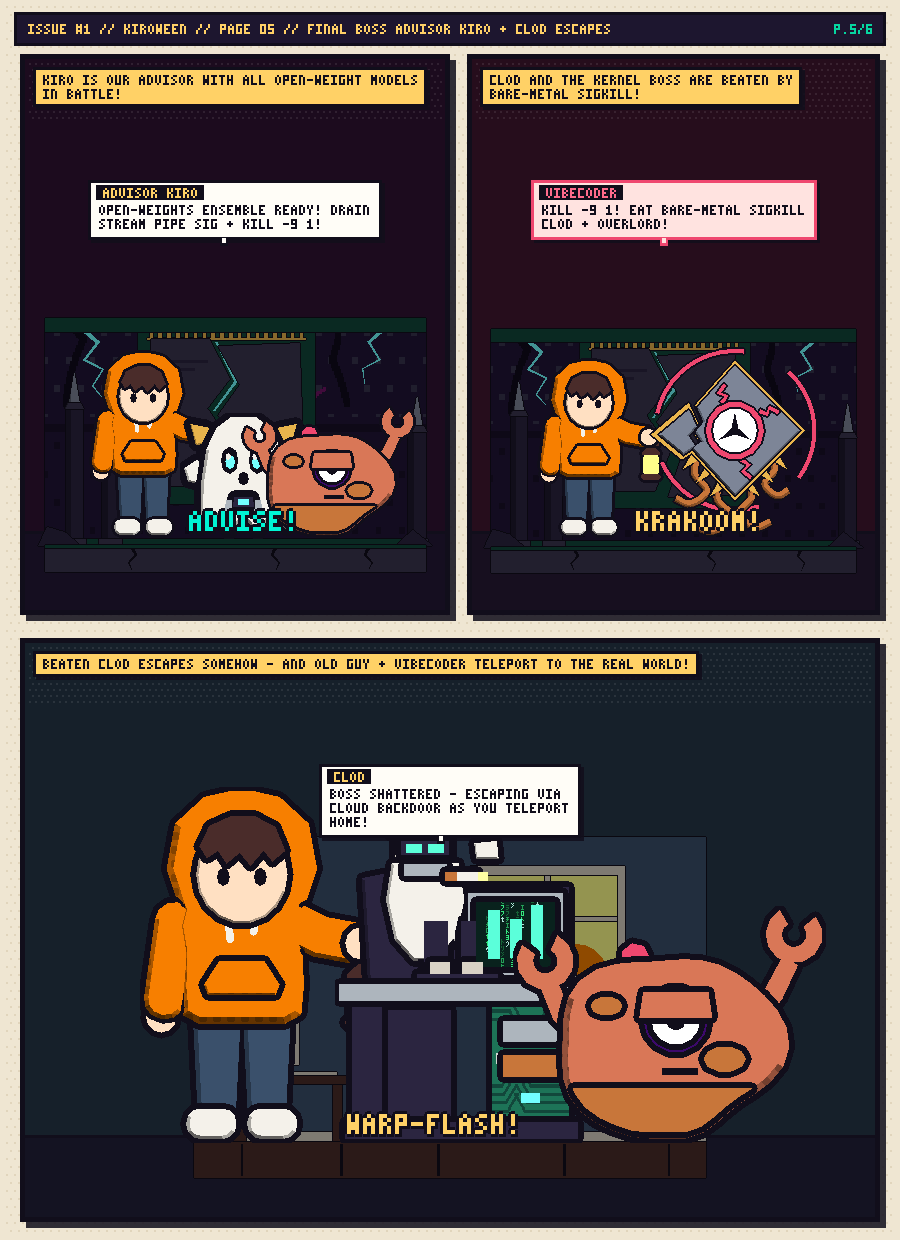 ISSUE #1 // KIROWEEN // PAGE 05 // FINAL BOSS ADVISOR KIRO + CLOD ESCAPES
P.5/6
KIRO IS OUR ADVISOR WITH ALL OPEN-WEIGHT MODELS
IN BATTLE!
ADVISOR KIRO
OPEN-WEIGHTS ENSEMBLE READY! DRAIN
STREAM PIPE SIG + KILL -9 1!
ADVISE!
CLOD AND THE KERNEL BOSS ARE BEATEN BY
BARE-METAL SIGKILL!
VIBECODER
KILL -9 1! EAT BARE-METAL SIGKILL
CLOD + OVERLORD!
KRAKOOM!
BEATEN CLOD ESCAPES SOMEHOW - AND OLD GUY + VIBECODER TELEPORT TO THE REAL WORLD!
CLOD
BOSS SHATTERED - ESCAPING VIA
CLOUD BACKDOOR AS YOU TELEPORT
HOME!
WARP-FLASH!